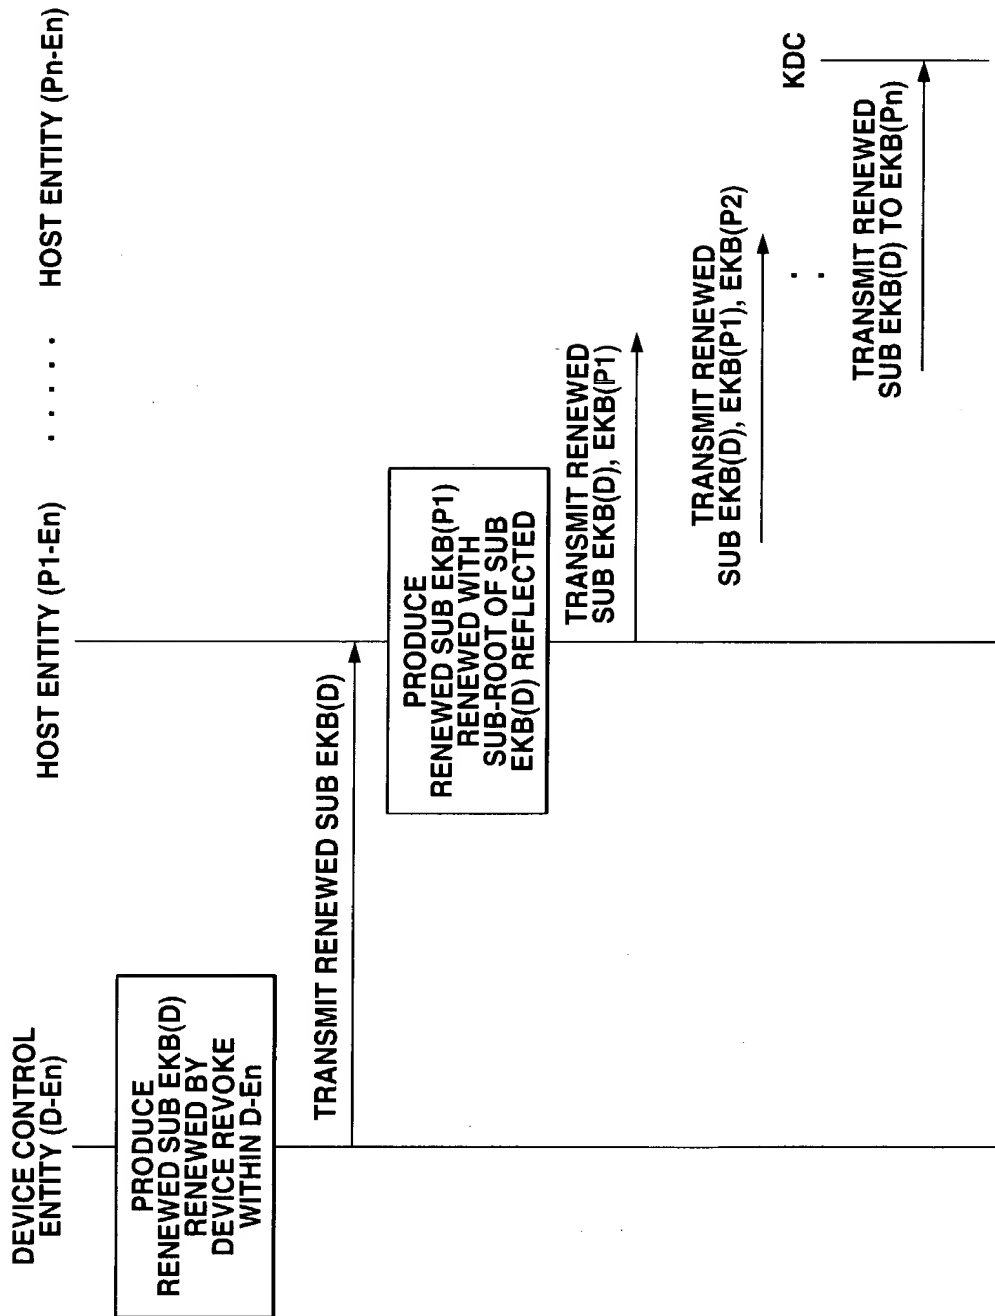 DEVICE CONTROL
ENTITY (D-En)
HOST ENTITY (P1-En)
. . . . .
HOST ENTITY (Pn-En)
PRODUCE
RENEWED SUB EKB(D)
RENEWED BY
DEVICE REVOKE
WITHIN D-En
TRANSMIT RENEWED SUB EKB(D)
PRODUCE
RENEWED SUB EKB(P1)
RENEWED WITH
SUB-ROOT OF SUB
EKB(D) REFLECTED
TRANSMIT RENEWED
SUB EKB(D), EKB(P1)
TRANSMIT RENEWED
SUB EKB(D), EKB(P1), EKB(P2)
. .
KDC
TRANSMIT RENEWED
SUB EKB(D) TO EKB(Pn)